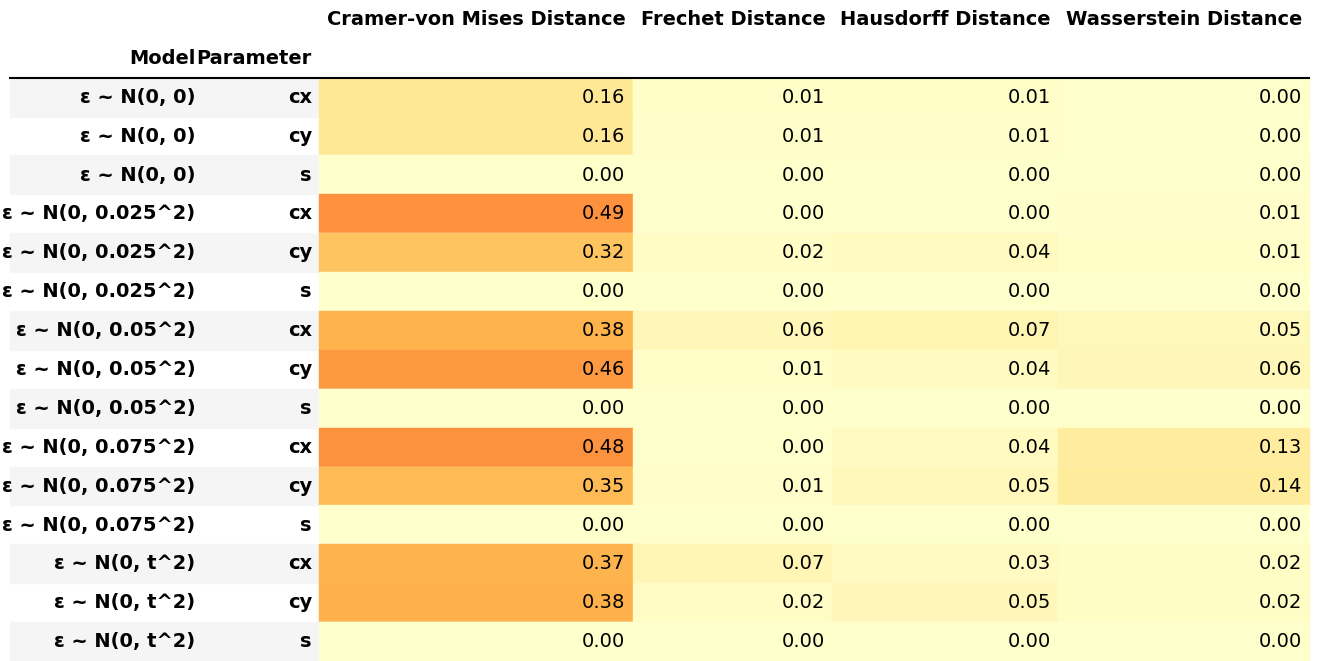 Cramer-von Mises Distance Frechet Distance Hausdorff Distance Wasserstein Distance
Model Parameter
ε ~ N(0, 0) cx 0.16 0.01 0.01 0.00
ε ~ N(0, 0) cy 0.16 0.01 0.01 0.00
ε ~ N(0, 0) s 0.00 0.00 0.00 0.00
ε ~ N(0, 0.025^2) cx 0.49 0.00 0.00 0.01
ε ~ N(0, 0.025^2) cy 0.32 0.02 0.04 0.01
ε ~ N(0, 0.025^2) s 0.00 0.00 0.00 0.00
ε ~ N(0, 0.05^2) cx 0.38 0.06 0.07 0.05
ε ~ N(0, 0.05^2) cy 0.46 0.01 0.04 0.06
ε ~ N(0, 0.05^2) s 0.00 0.00 0.00 0.00
ε ~ N(0, 0.075^2) cx 0.48 0.00 0.04 0.13
ε ~ N(0, 0.075^2) cy 0.35 0.01 0.05 0.14
ε ~ N(0, 0.075^2) s 0.00 0.00 0.00 0.00
ε ~ N(0, t^2) cx 0.37 0.07 0.03 0.02
ε ~ N(0, t^2) cy 0.38 0.02 0.05 0.02
ε ~ N(0, t^2) s 0.00 0.00 0.00 0.00